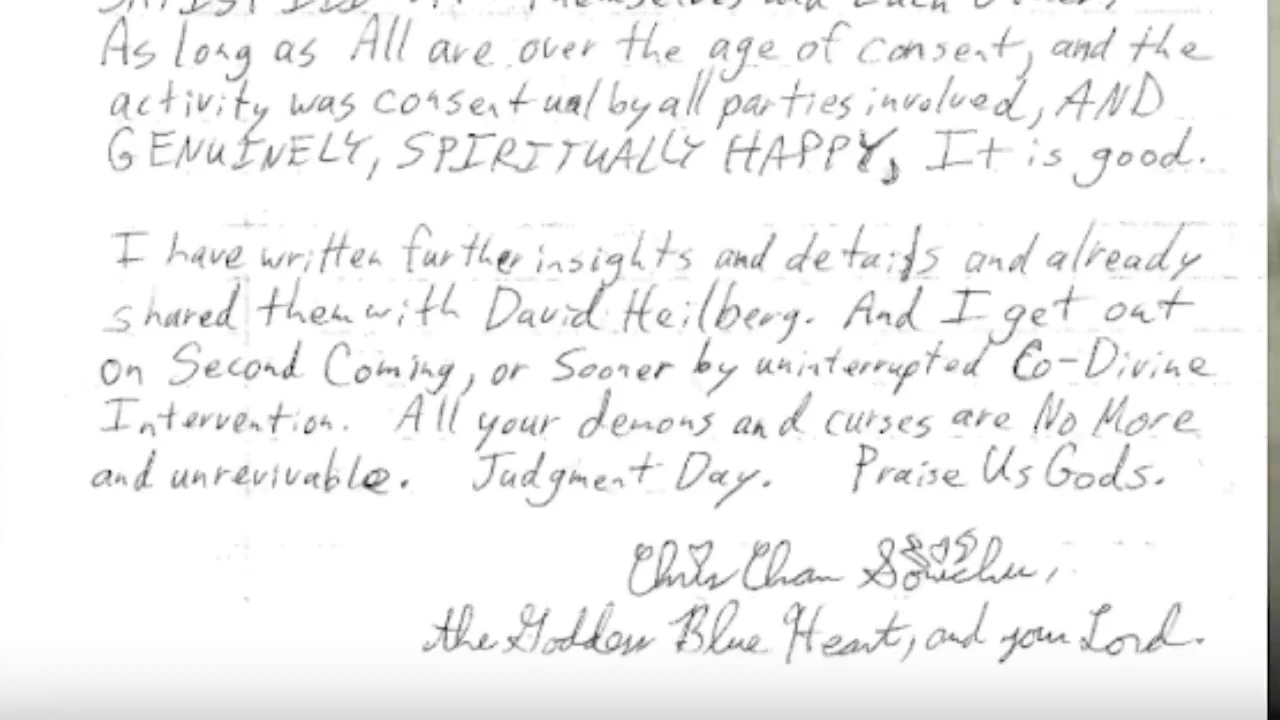 themselves and each other.
As long as All are over the age of consent, and the
activity was consentual by all parties involved, AND
GENUINELY, SPIRITUALLY HAPPY, It is good.
I have written further insights and details and already
shared them with David Heilberg. And I get out
on Second Coming, or Sooner by uninterrupted Co-Divine
Intervention. All your demons and curses are No More
and unrevivable. Judgment Day. Praise Us Gods.
Chris Chan Sonichu,
the Goddess Blue Heart, and your Lord.